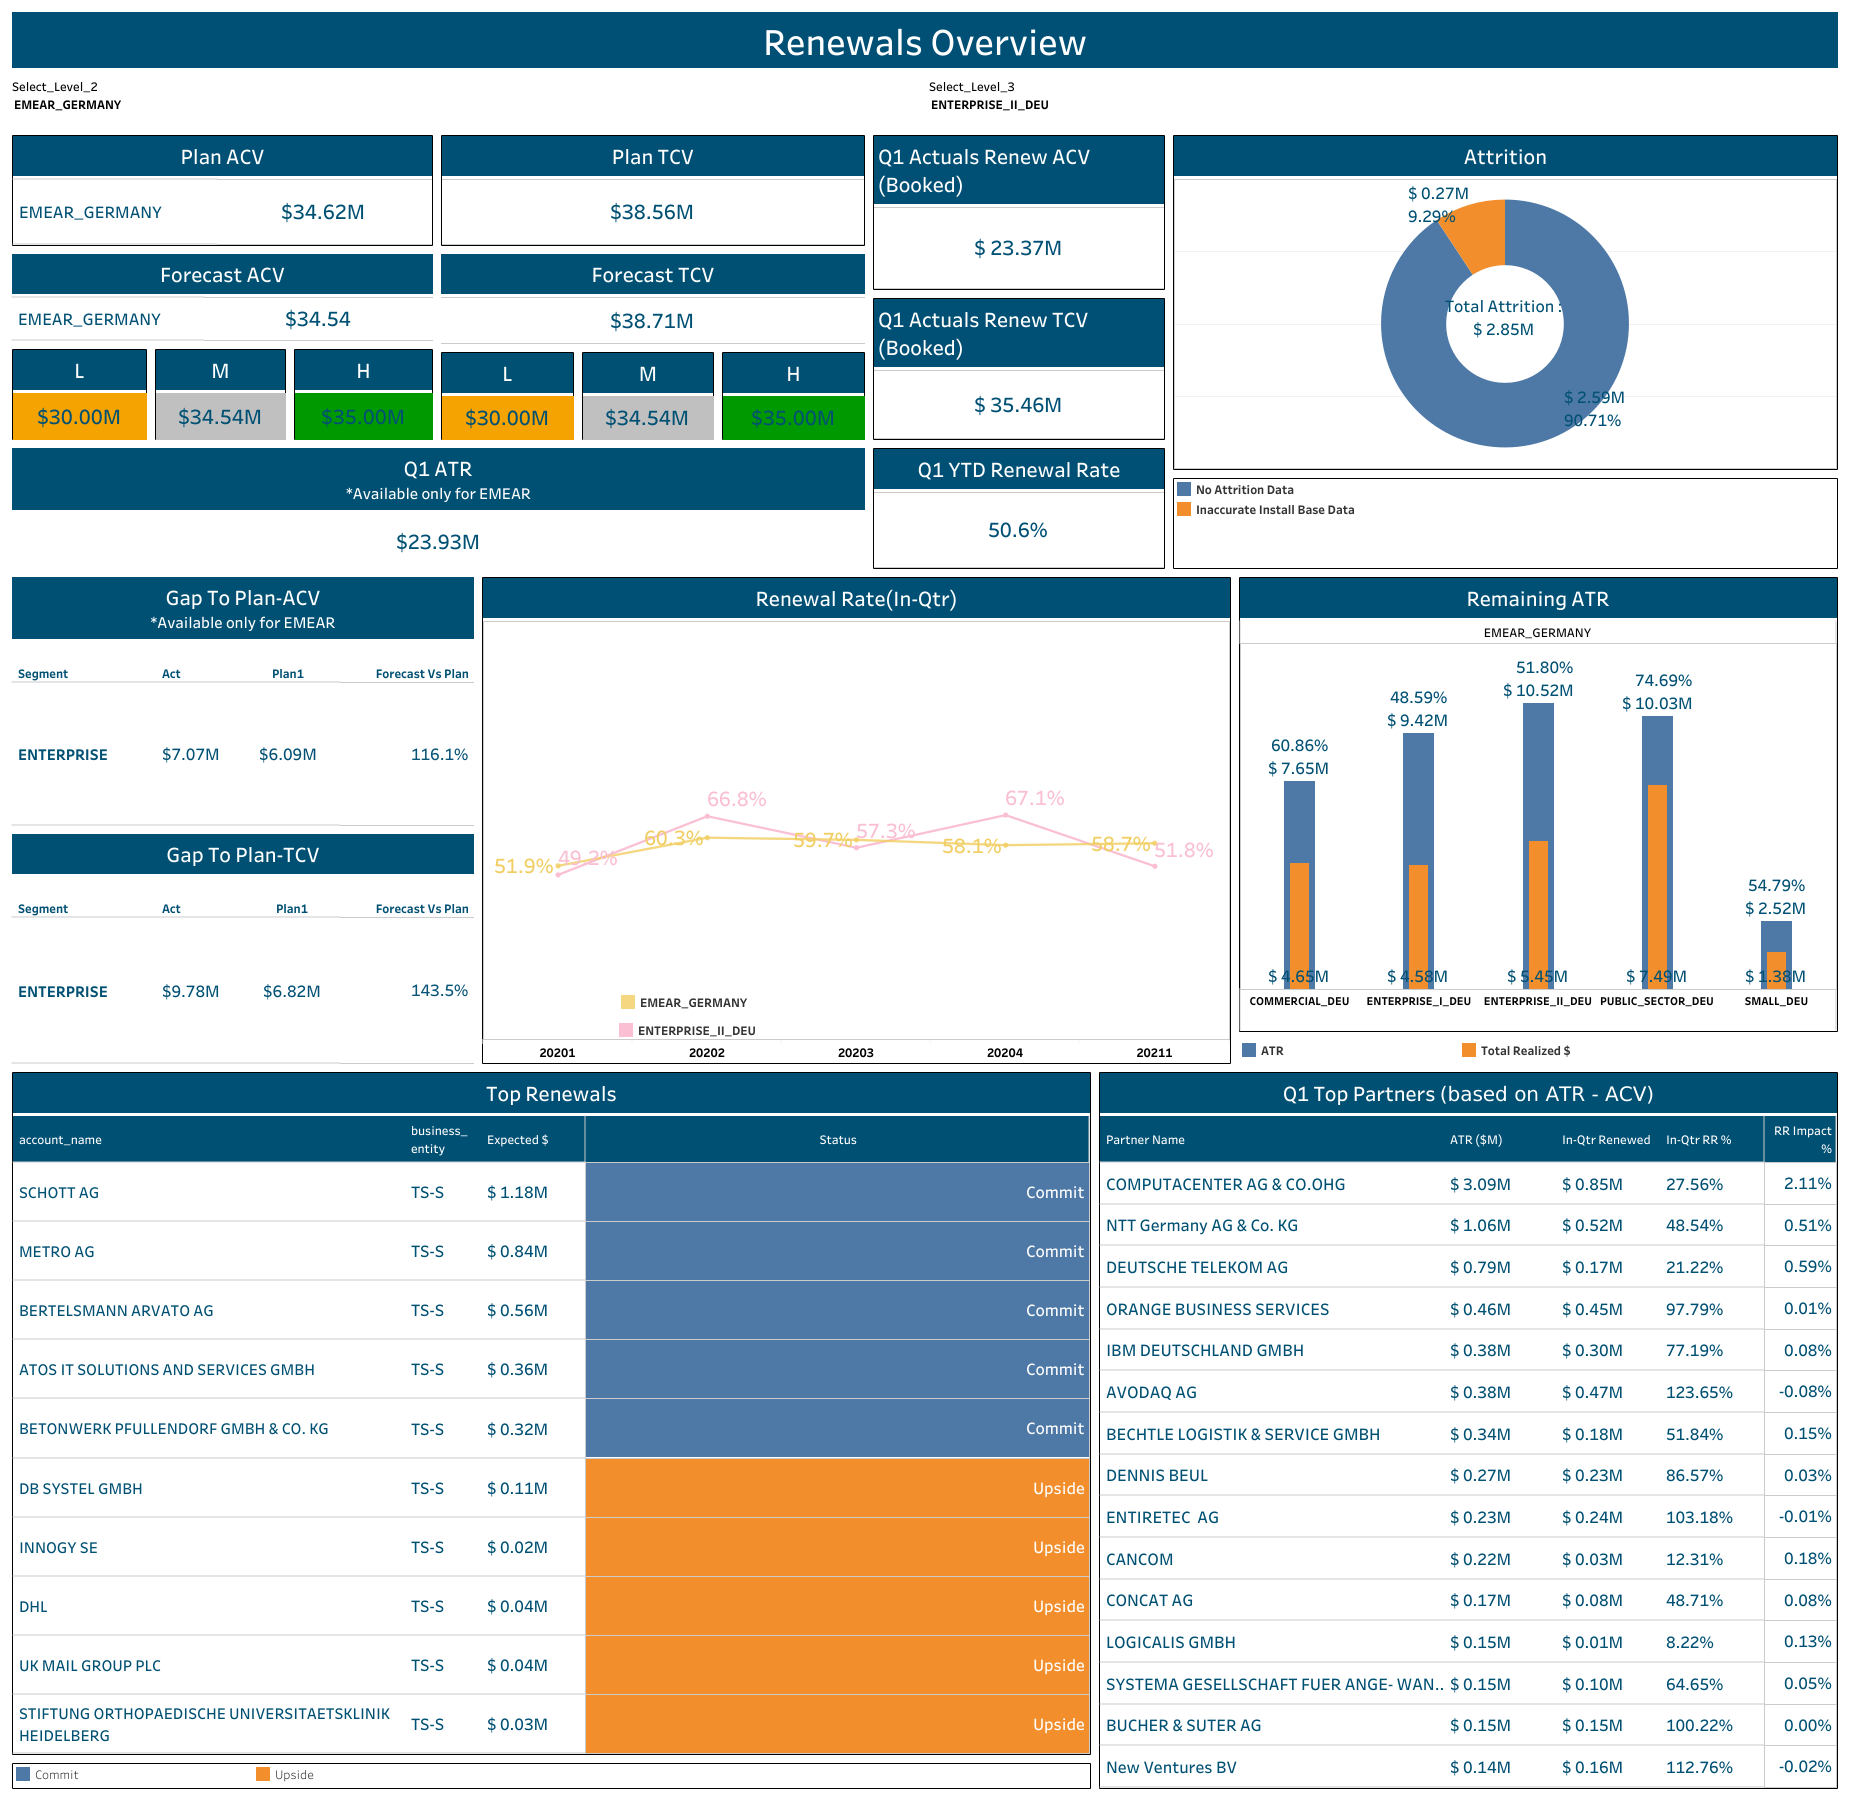 Renewals Overview
Select_Level_2
EMEAR_GERMANY
Select_Level_3
ENTERPRISE_II_DEU
Plan ACV
EMEAR_GERMANY $34.62M
Plan TCV
$38.56M
Forecast ACV
EMEAR_GERMANY $34.54
Forecast TCV
$38.71M
L M H
$30.00M $34.54M $35.00M
L M H
$30.00M $34.54M $35.00M
Q1 Actuals Renew ACV
(Booked)
$ 23.37M
Q1 Actuals Renew TCV
(Booked)
$ 35.46M
Q1 ATR
*Available only for EMEAR
$23.93M
Q1 YTD Renewal Rate
50.6%
Attrition
$ 0.27M
9.29%
Total Attrition :
$ 2.85M
$ 2.59M
90.71%
No Attrition Data
Inaccurate Install Base Data
Gap To Plan-ACV
*Available only for EMEAR
Segment Act Plan1 Forecast Vs Plan
ENTERPRISE $7.07M $6.09M 116.1%
Gap To Plan-TCV
Segment Act Plan1 Forecast Vs Plan
ENTERPRISE $9.78M $6.82M 143.5%
Renewal Rate(In-Qtr)
66.8% 67.1%
60.3% 59.7% 57.3% 58.1% 58.7%
51.9% 49.2% 51.8%
EMEAR_GERMANY
ENTERPRISE_II_DEU
20201 20202 20203 20204 20211
Remaining ATR
EMEAR_GERMANY
60.86%
$ 7.65M
48.59%
$ 9.42M
51.80%
$ 10.52M
74.69%
$ 10.03M
54.79%
$ 2.52M
$ 4.65M $ 4.58M $ 5.45M $ 7.49M $ 1.38M
COMMERCIAL_DEU ENTERPRISE_I_DEU ENTERPRISE_II_DEU PUBLIC_SECTOR_DEU SMALL_DEU
ATR Total Realized $
Top Renewals
account_name business_ entity Expected $ Status
SCHOTT AG TS-S $ 1.18M Commit
METRO AG TS-S $ 0.84M Commit
BERTELSMANN ARVATO AG TS-S $ 0.56M Commit
ATOS IT SOLUTIONS AND SERVICES GMBH TS-S $ 0.36M Commit
BETONWERK PFULLENDORF GMBH & CO. KG TS-S $ 0.32M Commit
DB SYSTEL GMBH TS-S $ 0.11M Upside
INNOGY SE TS-S $ 0.02M Upside
DHL TS-S $ 0.04M Upside
UK MAIL GROUP PLC TS-S $ 0.04M Upside
STIFTUNG ORTHOPAEDISCHE UNIVERSITAETSKLINIK
HEIDELBERG TS-S $ 0.03M Upside
Commit Upside
Q1 Top Partners (based on ATR - ACV)
Partner Name ATR ($M) In-Qtr Renewed In-Qtr RR % RR Impact %
COMPUTACENTER AG & CO.OHG $ 3.09M $ 0.85M 27.56% 2.11%
NTT Germany AG & Co. KG $ 1.06M $ 0.52M 48.54% 0.51%
DEUTSCHE TELEKOM AG $ 0.79M $ 0.17M 21.22% 0.59%
ORANGE BUSINESS SERVICES $ 0.46M $ 0.45M 97.79% 0.01%
IBM DEUTSCHLAND GMBH $ 0.38M $ 0.30M 77.19% 0.08%
AVODAQ AG $ 0.38M $ 0.47M 123.65% -0.08%
BECHTLE LOGISTIK & SERVICE GMBH $ 0.34M $ 0.18M 51.84% 0.15%
DENNIS BEUL $ 0.27M $ 0.23M 86.57% 0.03%
ENTIRETEC AG $ 0.23M $ 0.24M 103.18% -0.01%
CANCOM $ 0.22M $ 0.03M 12.31% 0.18%
CONCAT AG $ 0.17M $ 0.08M 48.71% 0.08%
LOGICALIS GMBH $ 0.15M $ 0.01M 8.22% 0.13%
SYSTEMA GESELLSCHAFT FUER ANGE- WAN.. $ 0.15M $ 0.10M 64.65% 0.05%
BUCHER & SUTER AG $ 0.15M $ 0.15M 100.22% 0.00%
New Ventures BV $ 0.14M $ 0.16M 112.76% -0.02%